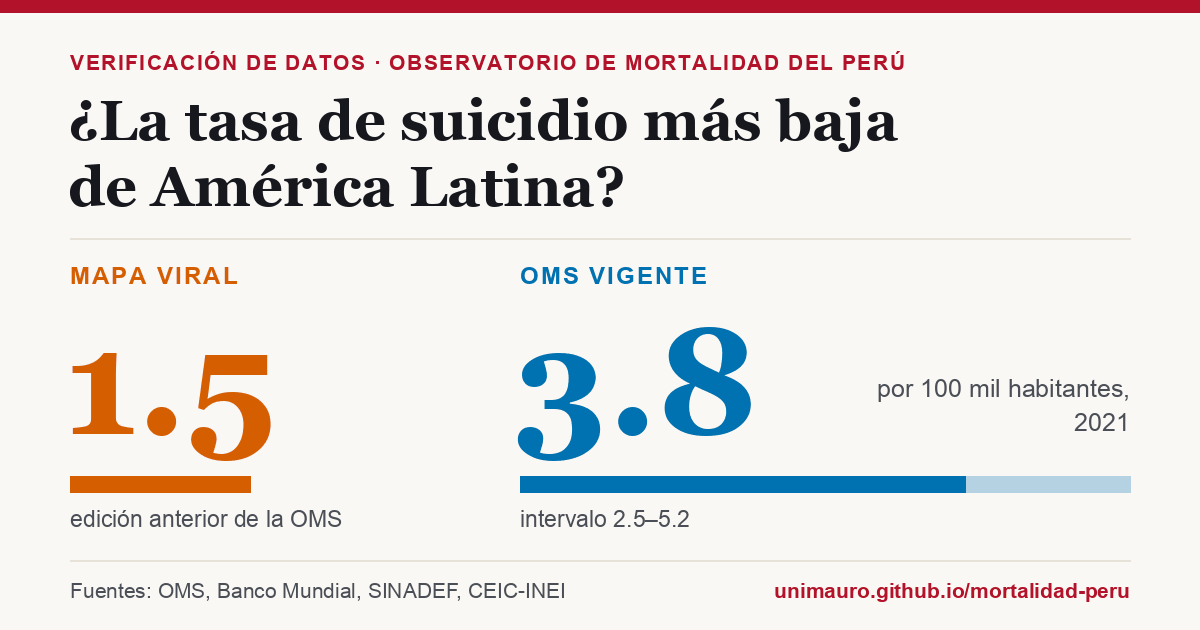 VERIFICACIÓN DE DATOS · OBSERVATORIO DE MORTALIDAD DEL PERÚ
¿La tasa de suicidio más baja
de América Latina?
MAPA VIRAL
1.5
edición anterior de la OMS
OMS VIGENTE
3.8
por 100 mil habitantes,
2021
intervalo 2.5–5.2
Fuentes: OMS, Banco Mundial, SINADEF, CEIC-INEI
unimauro.github.io/mortalidad-peru